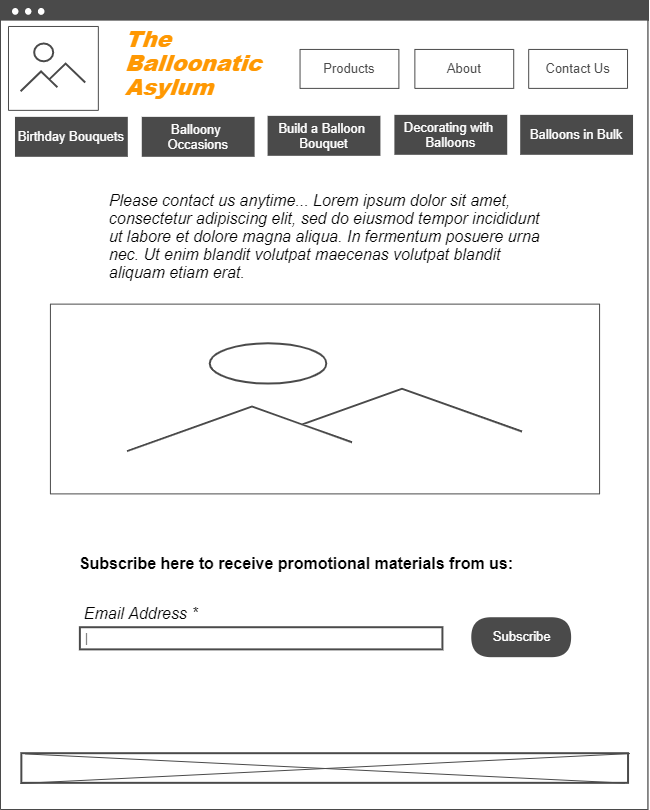 The
Balloonatic
Asylum
Products
About
Contact Us
Birthday Bouquets
Balloony
Occasions
Build a Balloon
Bouquet
Decorating with
Balloons
Balloons in Bulk
Please contact us anytime... Lorem ipsum dolor sit amet,
consectetur adipiscing elit, sed do eiusmod tempor incididunt
ut labore et dolore magna aliqua. In fermentum posuere urna
nec. Ut enim blandit volutpat maecenas volutpat blandit
aliquam etiam erat.
Subscribe here to receive promotional materials from us:
Email Address *
Subscribe